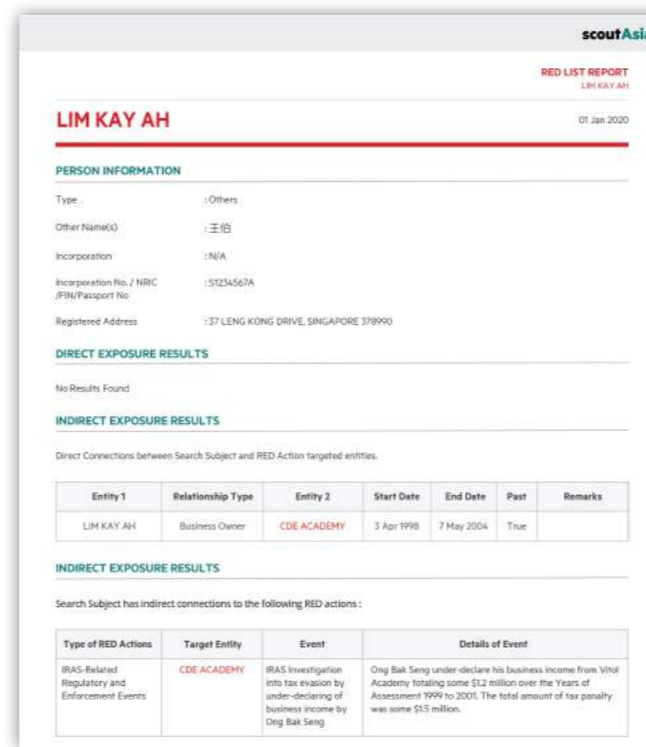 scoutAsia
RED LIST REPORT
LIM KAY AH
LIM KAY AH
01 Jan 2020
PERSON INFORMATION
Type : Others
Other Name(s) : 王伯
Incorporation : N/A
Incorporation No. / NRIC : S1234567A
/FIN/Passport No
Registered Address : 37 LENG KONG DRIVE, SINGAPORE 378990
DIRECT EXPOSURE RESULTS
No Results Found
INDIRECT EXPOSURE RESULTS
Direct Connections between Search Subject and RED Action targeted entities.
Entity 1 Relationship Type Entity 2 Start Date End Date Past Remarks
LIM KAY AH Business Owner CDE ACADEMY 3 Apr 1998 7 May 2004 True
INDIRECT EXPOSURE RESULTS
Search Subject has indirect connections to the following RED actions :
Type of RED Actions Target Entity Event Details of Event
IRAS-Related CDE ACADEMY IRAS Investigation Ong Bak Seng under-declare his business income from Vitol
Regulatory and into tax evasion by Academy totaling some $1.2 million over the Years of
Enforcement Events under-declaring of Assessment 1999 to 2001. The total amount of tax penalty
business income by was some $1.5 million.
Ong Bak Seng